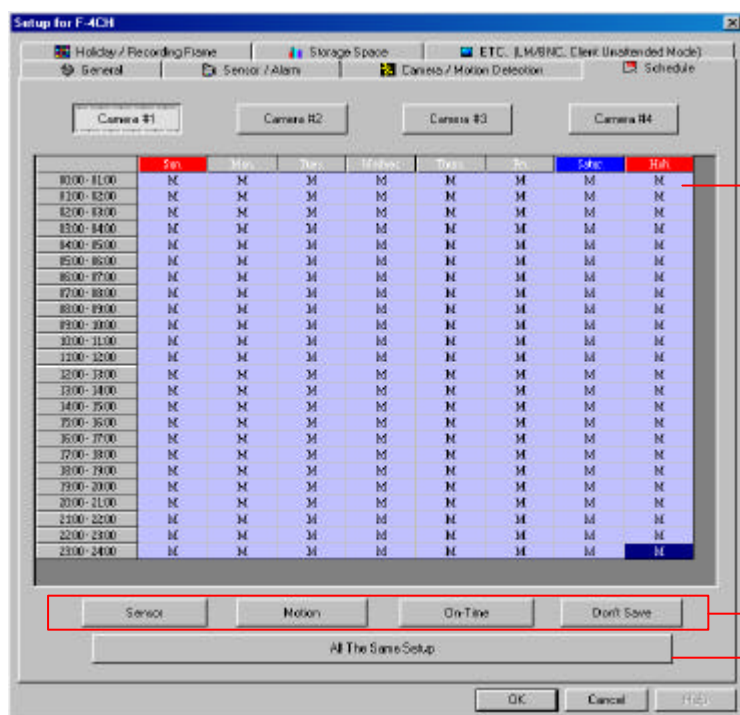 Setup for F-4CH
Holiday / Recording Frame Storage Space ETC. (LM/BNC, Client Unattended Mode)
General Sensor / Alarm Camera / Motion Detection Schedule
Camera #1 Camera #2 Camera #3 Camera #4
Sun. Mon. Tues. Thurs. Fri. Satur. Holi.
00:00 - 01:00 M M M M M M M M
01:00 - 02:00 M M M M M M M M
02:00 - 03:00 M M M M M M M M
03:00 - 04:00 M M M M M M M M
04:00 - 05:00 M M M M M M M M
05:00 - 06:00 M M M M M M M M
06:00 - 07:00 M M M M M M M M
07:00 - 08:00 M M M M M M M M
08:00 - 09:00 M M M M M M M M
09:00 - 10:00 M M M M M M M M
10:00 - 11:00 M M M M M M M M
11:00 - 12:00 M M M M M M M M
12:00 - 13:00 M M M M M M M M
13:00 - 14:00 M M M M M M M M
14:00 - 15:00 M M M M M M M M
15:00 - 16:00 M M M M M M M M
16:00 - 17:00 M M M M M M M M
17:00 - 18:00 M M M M M M M M
18:00 - 19:00 M M M M M M M M
19:00 - 20:00 M M M M M M M M
20:00 - 21:00 M M M M M M M M
21:00 - 22:00 M M M M M M M M
22:00 - 23:00 M M M M M M M M
23:00 - 24:00 M M M M M M M M
Sensor Motion On-Time Don't Save
All The Same Setup
OK Cancel Help